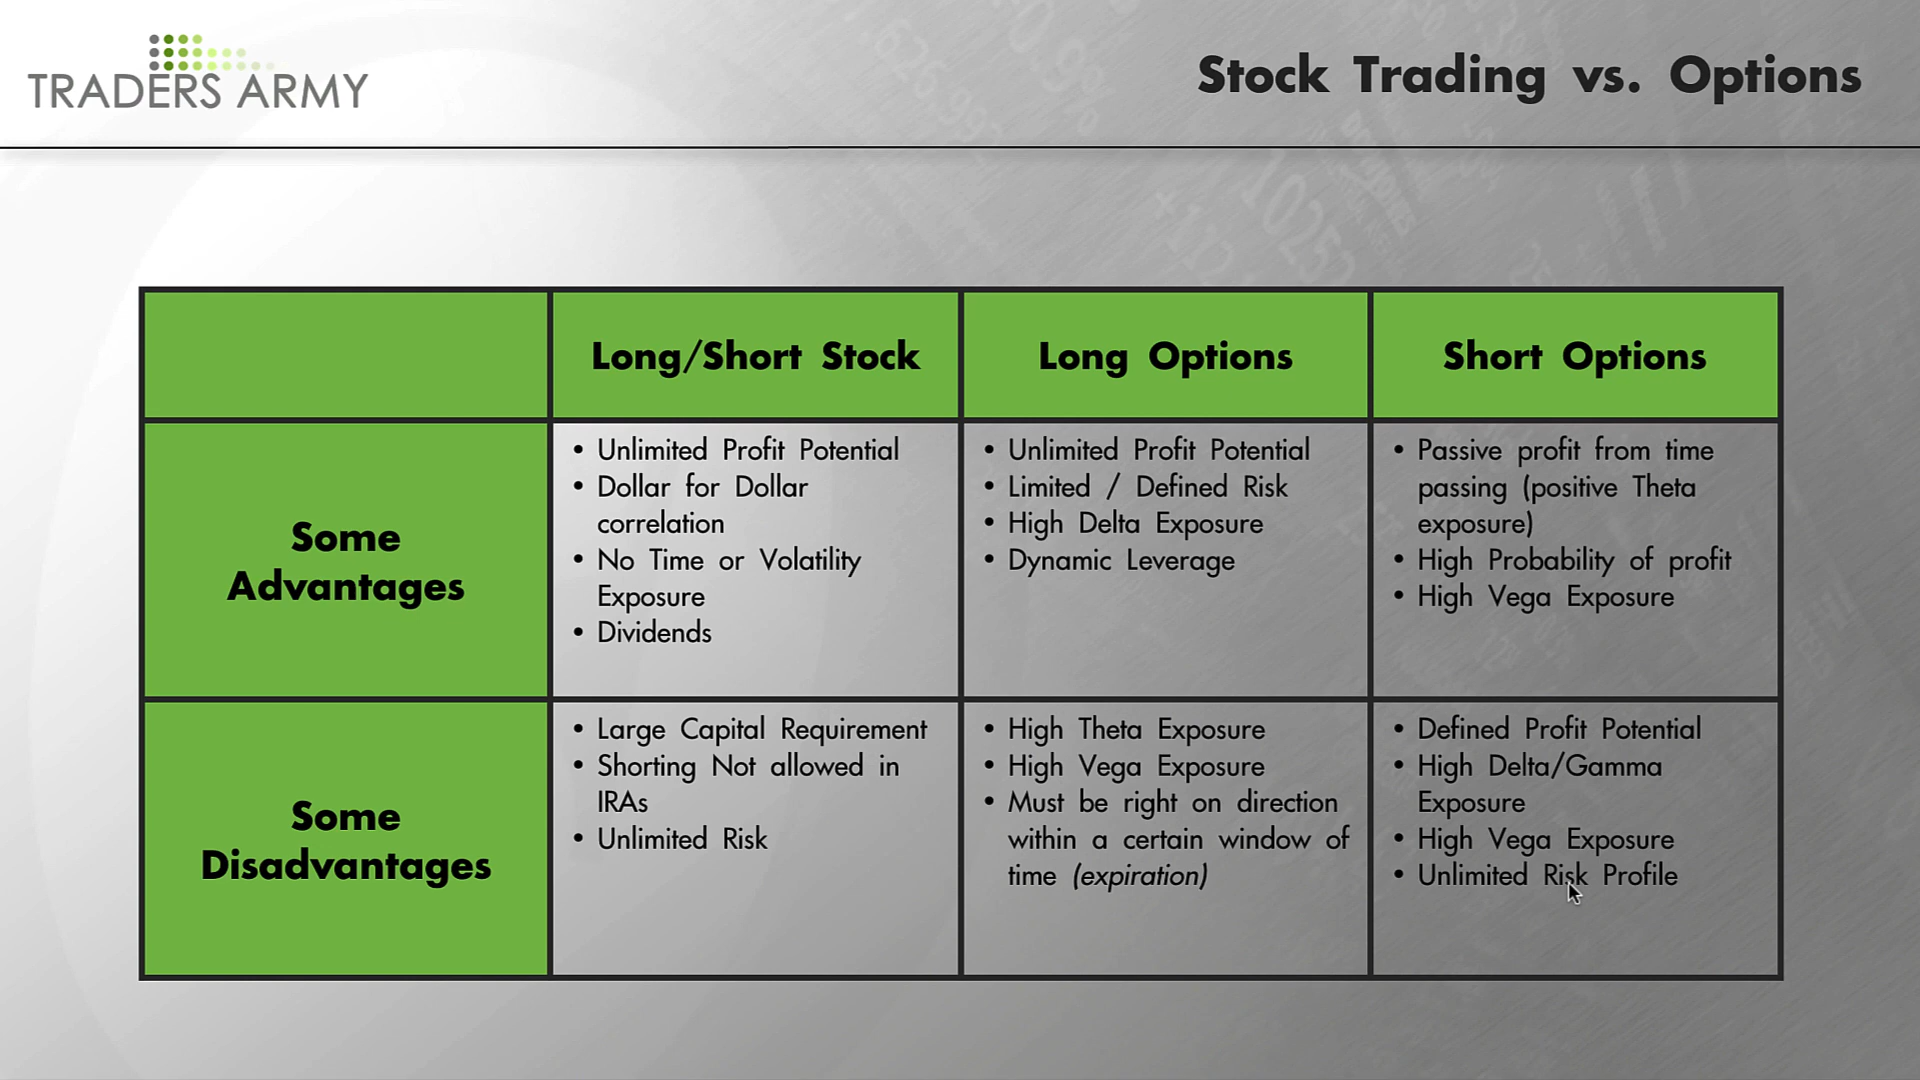 TRADERS ARMY
Stock Trading vs. Options
Long/Short Stock
Long Options
Short Options
Some
Advantages
• Unlimited Profit Potential
• Dollar for Dollar
correlation
• No Time or Volatility
Exposure
• Dividends
• Unlimited Profit Potential
• Limited / Defined Risk
• High Delta Exposure
• Dynamic Leverage
• Passive profit from time
passing (positive Theta
exposure)
• High Probability of profit
• High Vega Exposure
Some
Disadvantages
• Large Capital Requirement
• Shorting Not allowed in
IRAs
• Unlimited Risk
• High Theta Exposure
• High Vega Exposure
• Must be right on direction
within a certain window of
time (expiration)
• Defined Profit Potential
• High Delta/Gamma
Exposure
• High Vega Exposure
• Unlimited Risk Profile